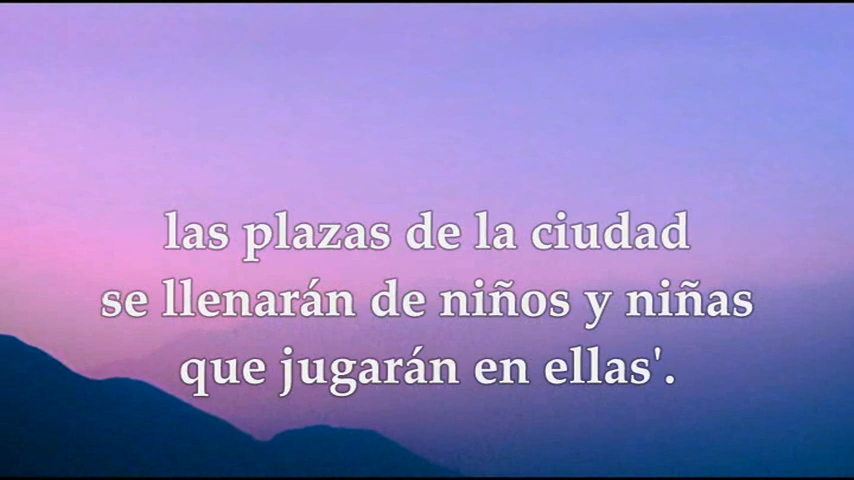 las plazas de la ciudad
se llenarán de niños y niñas
que jugarán en ellas'.